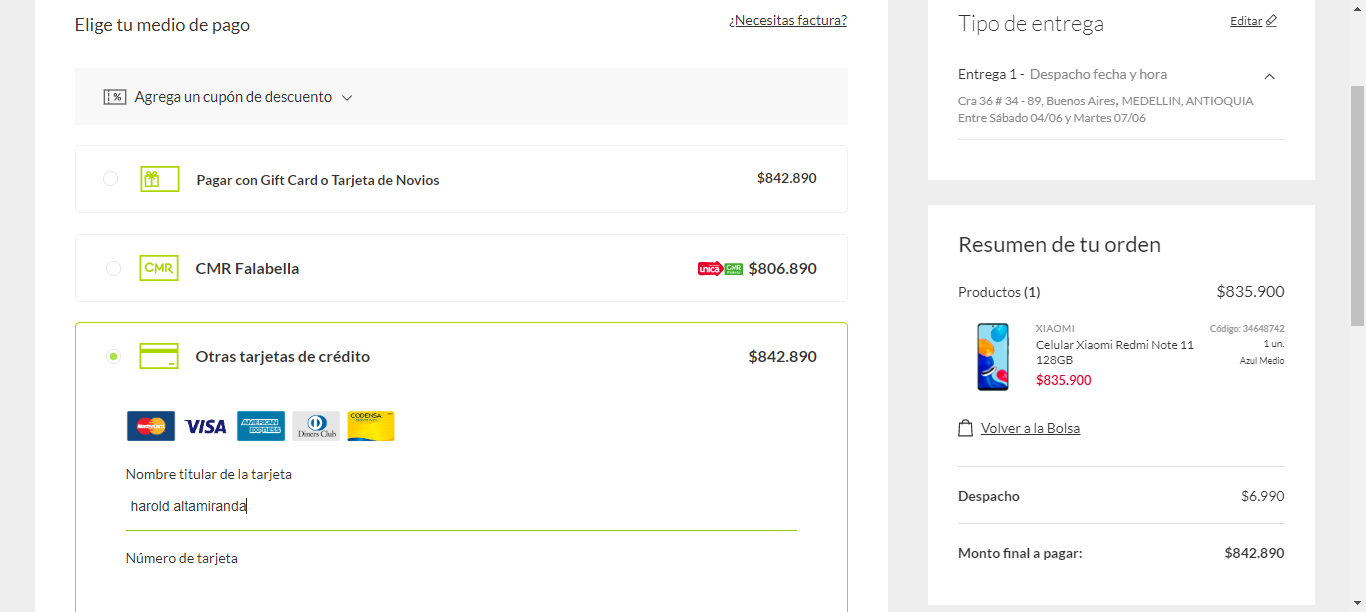 Elige tu medio de pago
¿Necesitas factura?
% Agrega un cupón de descuento
Pagar con Gift Card o Tarjeta de Novios $842.890
CMR CMR Falabella única CMR $806.890
Otras tarjetas de crédito $842.890
MasterCard VISA AMERICAN EXPRESS Diners Club CODENSA
Nombre titular de la tarjeta
harold altamiranda
Número de tarjeta
Tipo de entrega Editar
Entrega 1 - Despacho fecha y hora
Cra 36 # 34 - 89, Buenos Aires, MEDELLIN, ANTIOQUIA
Entre Sábado 04/06 y Martes 07/06
Resumen de tu orden
Productos (1) $835.900
XIAOMI Código: 34648742
Celular Xiaomi Redmi Note 11 1 un.
128GB Azul Medio
$835.900
Volver a la Bolsa
Despacho $6.990
Monto final a pagar: $842.890